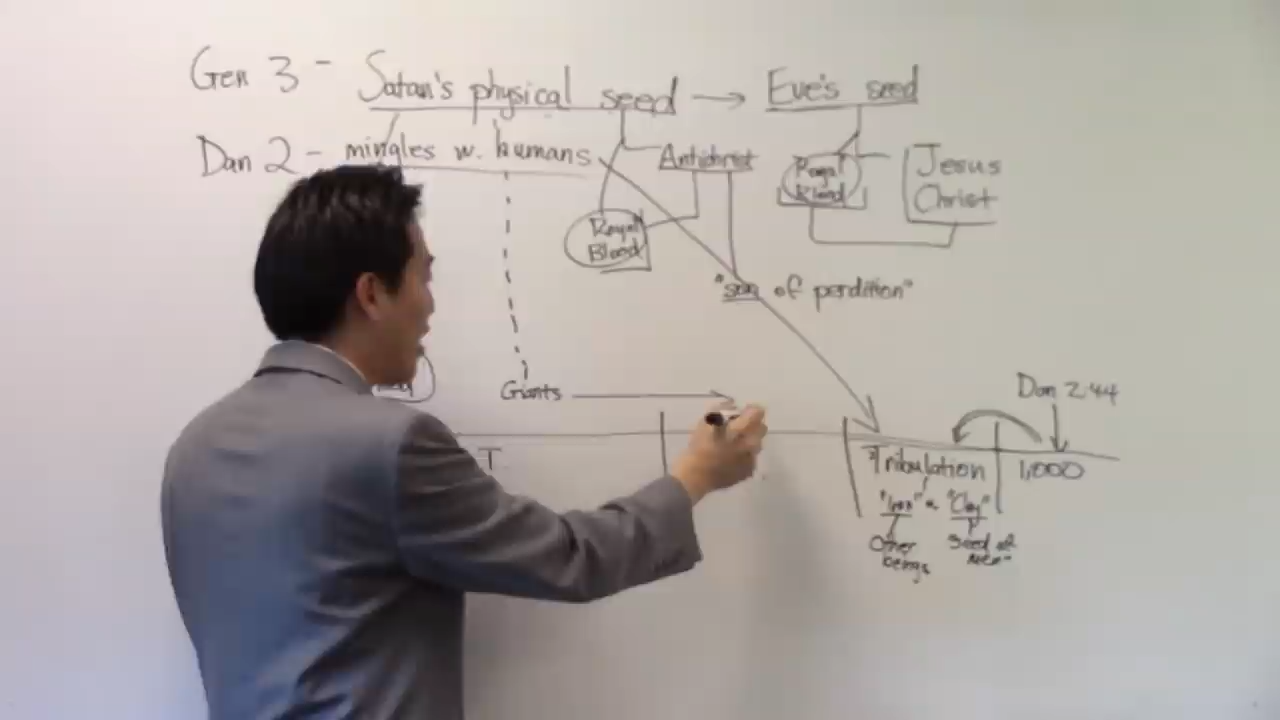 Gen 3 - Satan's physical seed → Eve's seed
Dan 2 - mingles w. humans
Antichrist
Royal
Blood
Jesus
Christ
Royal
Blood
"son of perdition"
Giants
Dan 2:44
T.
Tribulation
1,000
"Iron" "Clay"
Other
beings
Seed of
men"